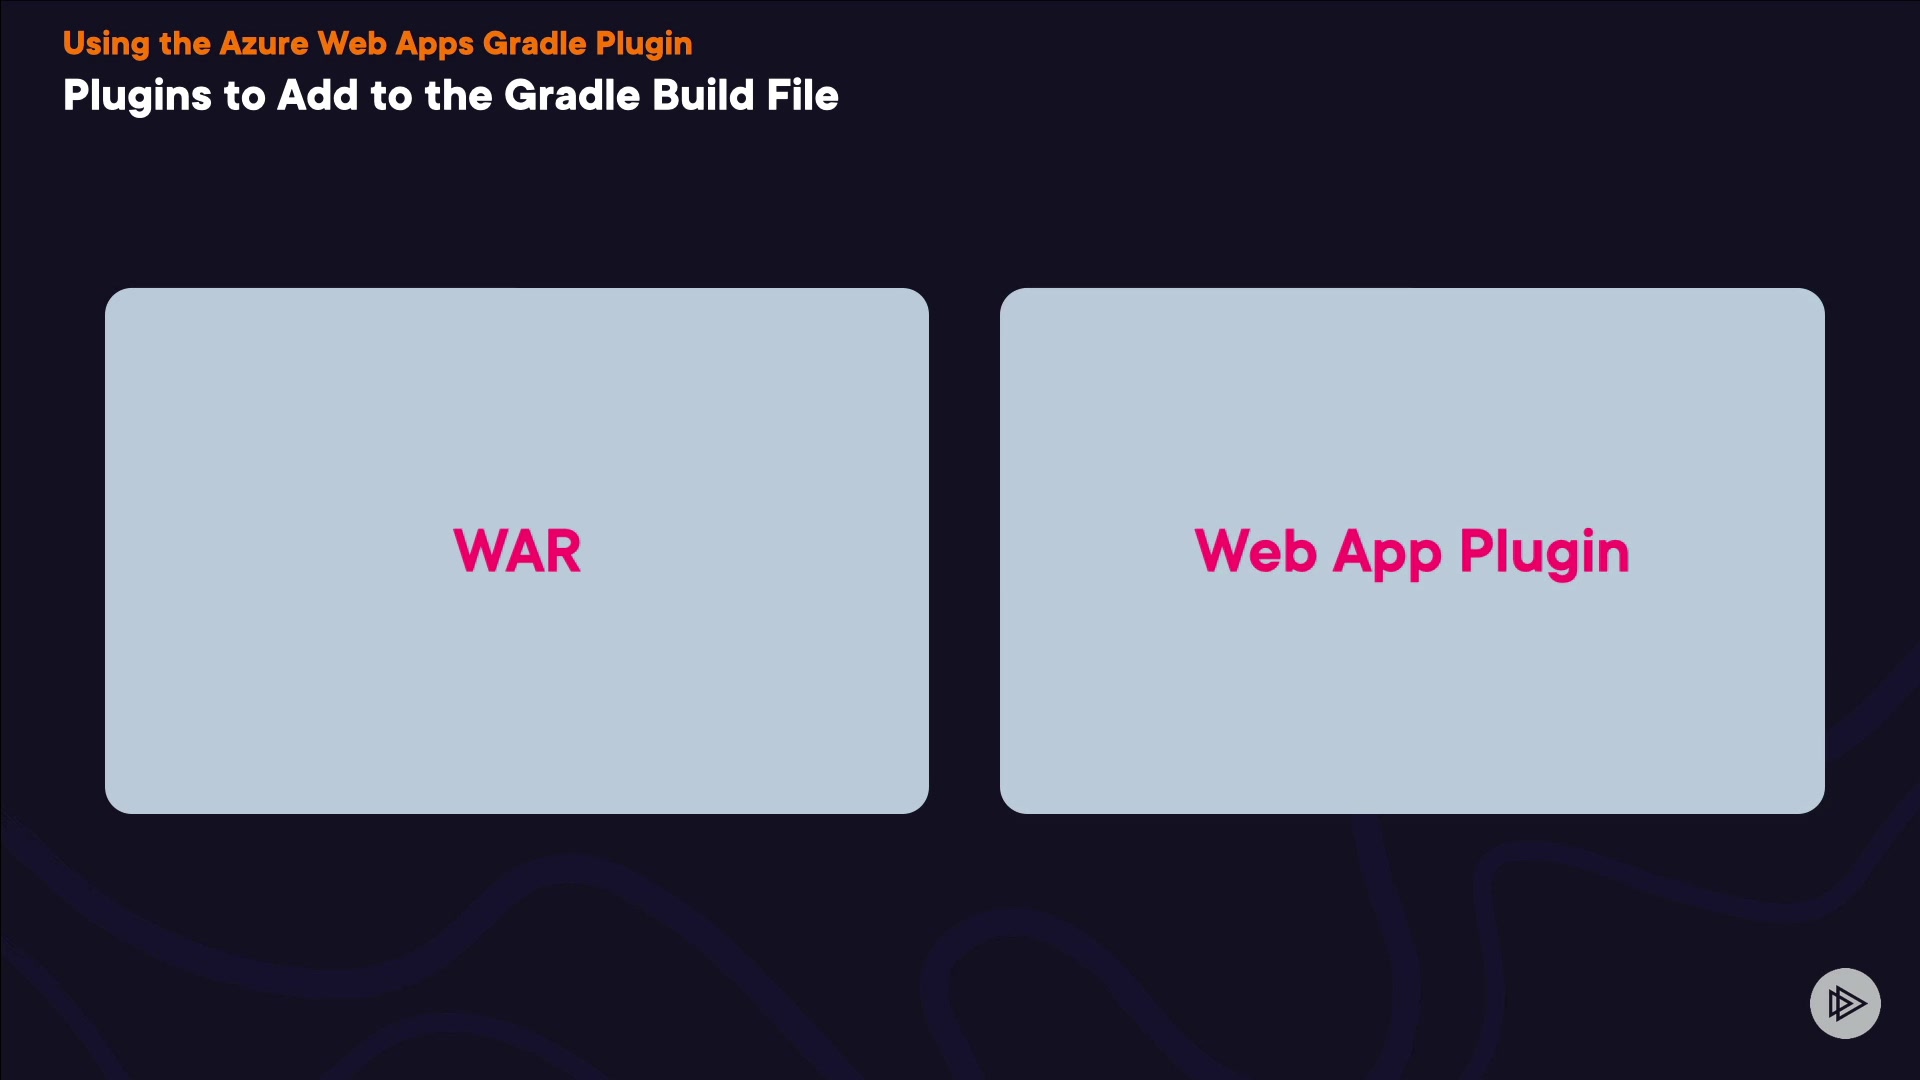 Using the Azure Web Apps Gradle Plugin
Plugins to Add to the Gradle Build File
WAR
Web App Plugin